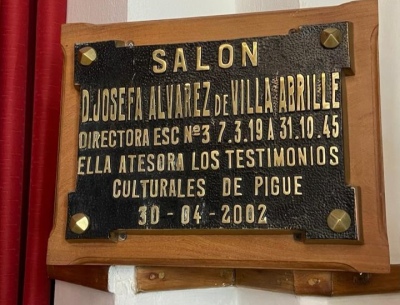 SALON
D. JOSEFA ALVAREZ DE VILLA ABRILLE
DIRECTORA ESC Nº3 7.3.19 A 31.10.45
ELLA ATESORA LOS TESTIMONIOS
CULTURALES DE PIGUE
30-04-2002